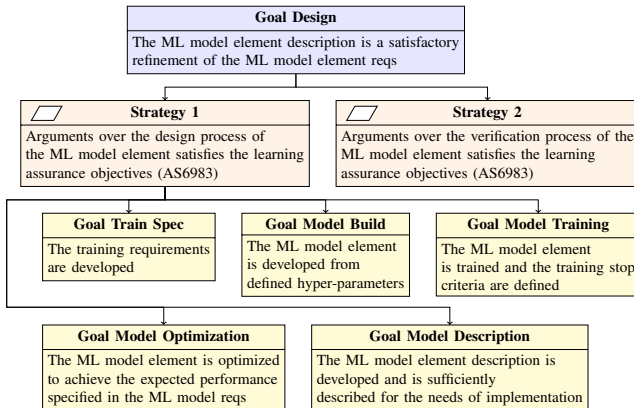 Goal Design
The ML model element description is a satisfactory
refinement of the ML model element reqs
Strategy 1
Arguments over the design process of
the ML model element satisfies the learning
assurance objectives (AS6983)
Strategy 2
Arguments over the verification process of the
ML model element satisfies the learning
assurance objectives (AS6983)
Goal Train Spec
The training requirements
are developed
Goal Model Build
The ML model element
is developed from
defined hyper-parameters
Goal Model Training
The ML model element
is trained and the training stop
criteria are defined
Goal Model Optimization
The ML model element is optimized
to achieve the expected performance
specified in the ML model reqs
Goal Model Description
The ML model element description is
developed and is sufficiently
described for the needs of implementation